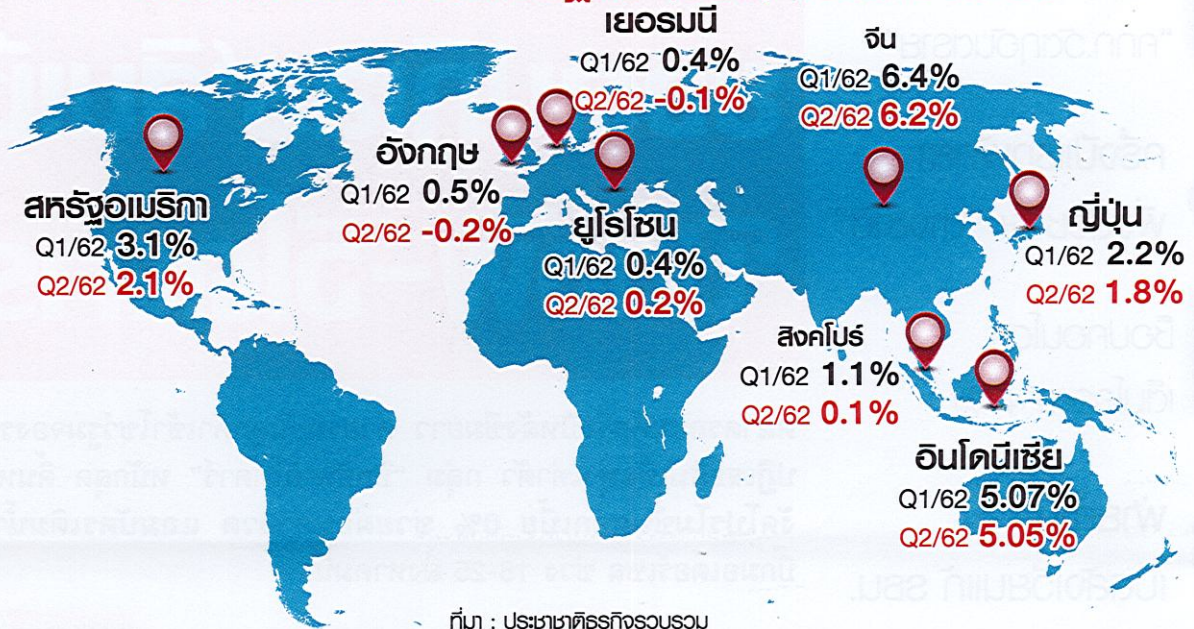 เยอรมนี
Q1/62 0.4%
Q2/62 -0.1%
จีน
Q1/62 6.4%
Q2/62 6.2%
อังกฤษ
Q1/62 0.5%
Q2/62 -0.2%
สหรัฐอเมริกา
Q1/62 3.1%
Q2/62 2.1%
ยูโรโซน
Q1/62 0.4%
Q2/62 0.2%
ญี่ปุ่น
Q1/62 2.2%
Q2/62 1.8%
สิงคโปร์
Q1/62 1.1%
Q2/62 0.1%
อินโดนีเซีย
Q1/62 5.07%
Q2/62 5.05%
ที่มา : ประชาชาติธุรกิจรวบรวม